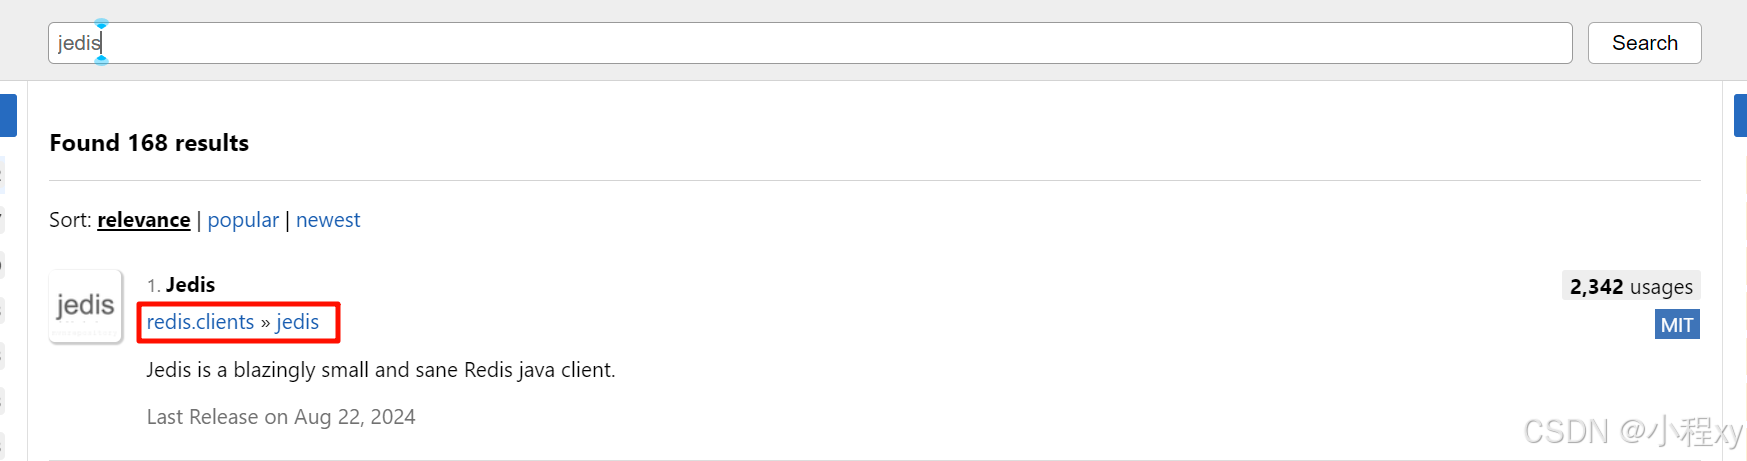 jedis
Search
Found 168 results
Sort: relevance | popular | newest
jedis
1. Jedis
2,342 usages
redis.clients » jedis
MIT
Jedis is a blazingly small and sane Redis java client.
Last Release on Aug 22, 2024
CSDN @小程xy